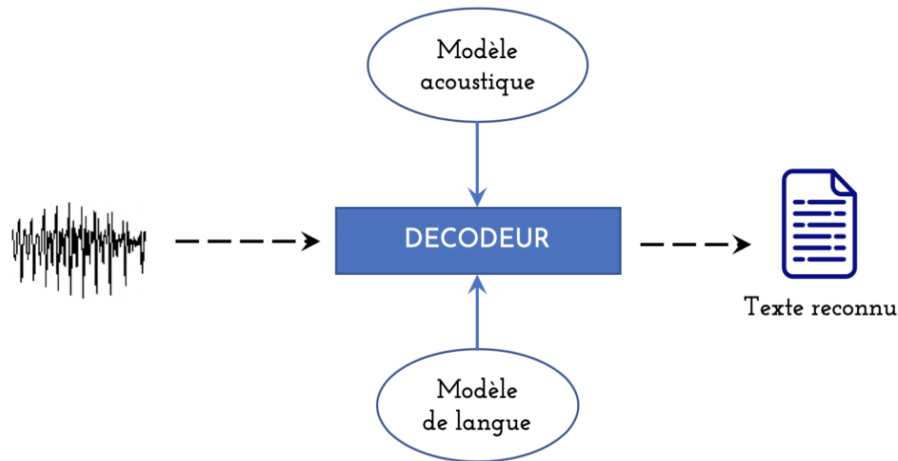 Modèle
acoustique
DECODEUR
Texte reconnu
Modèle
de langue